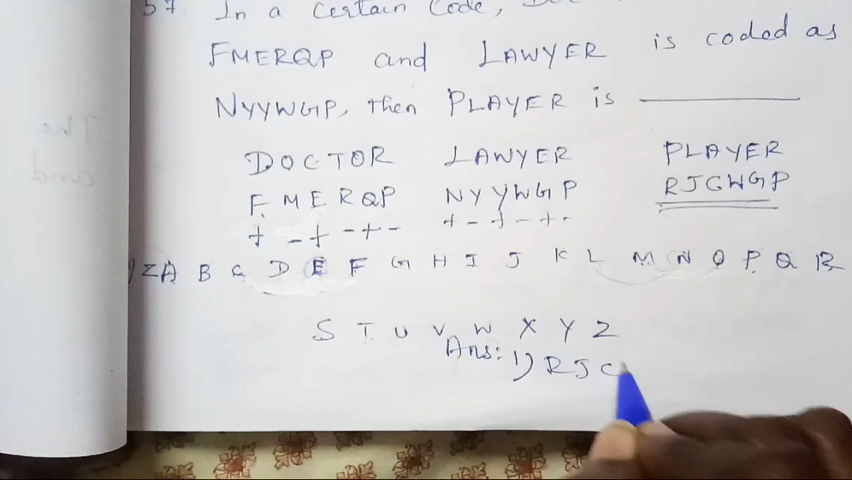 57. In a certain Code,
FMERQP and LAWYER is coded as
NYYWGP, then PLAYER is
DOCTOR LAWYER PLAYER
FMERQP NYYWGP RJCWGP
+ - + - + - + - + - + -
Y Z A B C D E F G H I J K L M N O P Q R
S T U V W X Y Z
Ans: 1) RJC